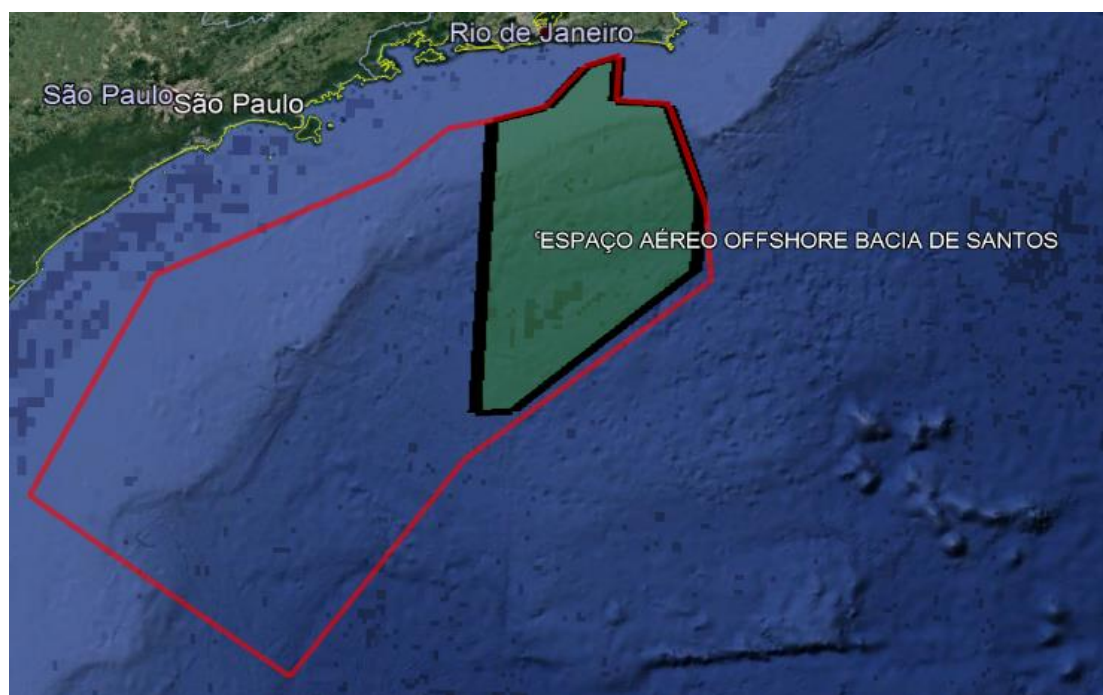 Rio de Janeiro
São Paulo
São Paulo
ESPAÇO AÉREO OFFSHORE BACIA DE SANTOS